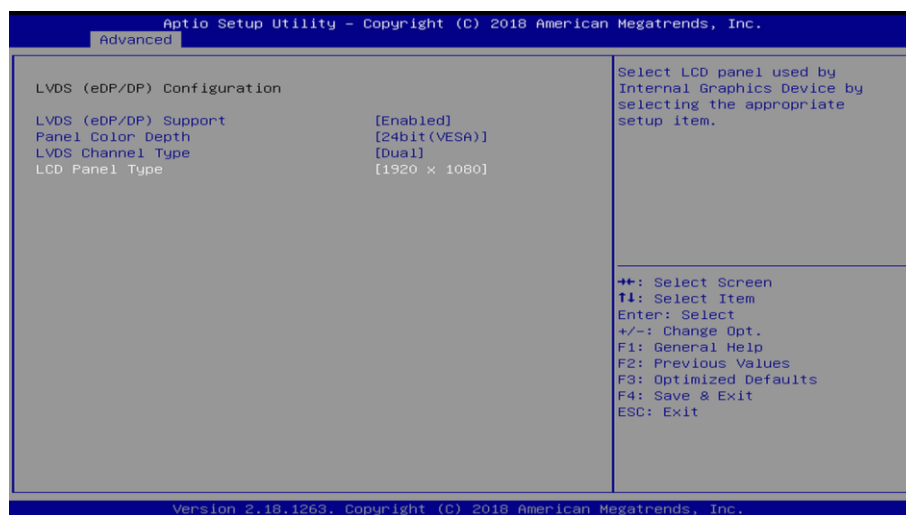 Aptio Setup Utility – Copyright (C) 2018 American Megatrends, Inc.
Advanced
LVDS (eDP/DP) Configuration
LVDS (eDP/DP) Support [Enabled]
Panel Color Depth [24bit(VESA)]
LVDS Channel Type [Dual]
LCD Panel Type [1920 x 1080]
Select LCD panel used by
Internal Graphics Device by
selecting the appropriate
setup item.
→←: Select Screen
↑↓: Select Item
Enter: Select
+/-: Change Opt.
F1: General Help
F2: Previous Values
F3: Optimized Defaults
F4: Save & Exit
ESC: Exit
Version 2.18.1263. Copyright (C) 2018 American Megatrends, Inc.